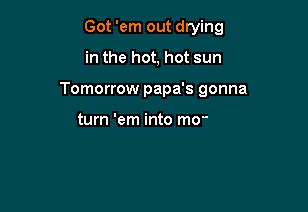 Got 'em out drying
in the hot, hot sun
Tomorrow papa's gonna
turn 'em into